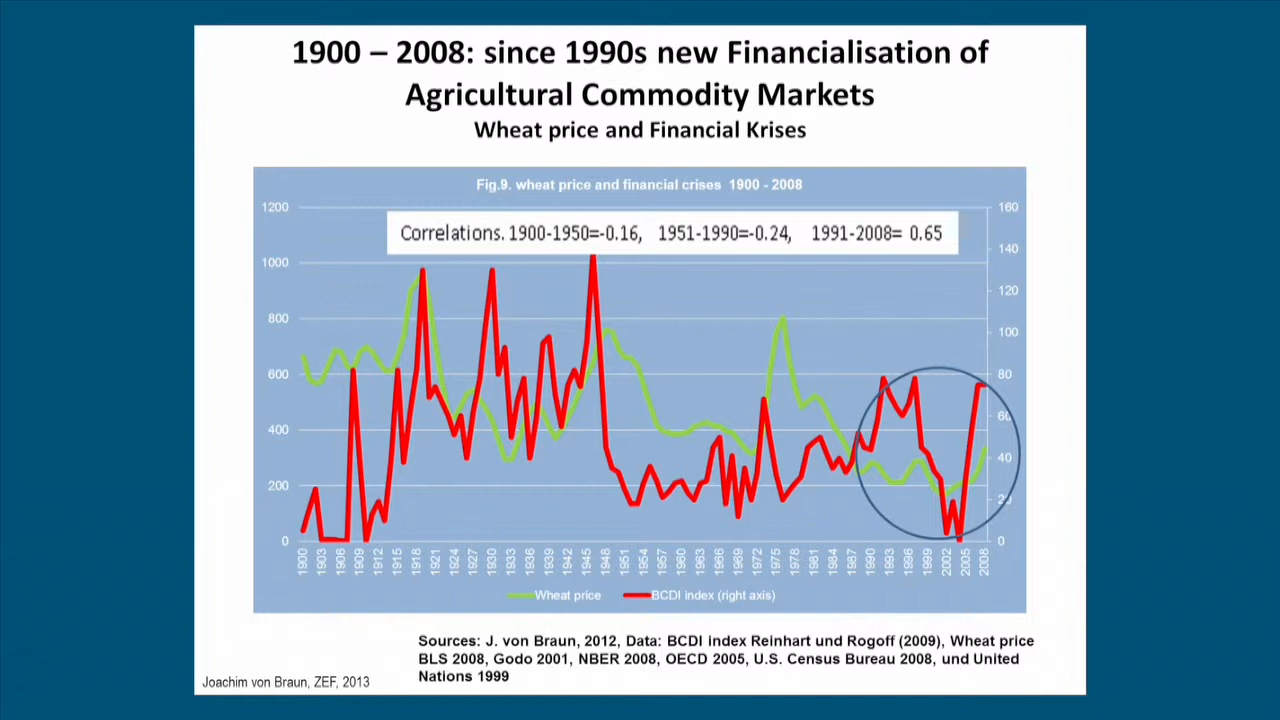 1900 – 2008: since 1990s new Financialisation of
Agricultural Commodity Markets
Wheat price and Financial Krises
Fig.9. wheat price and financial crises 1900 - 2008
Correlations. 1900-1950=-0.16, 1951-1990=-0.24, 1991-2008= 0.65
1200
1000
800
600
400
200
0
160
140
120
100
80
60
40
20
0
1900 1903 1906 1909 1912 1915 1918 1921 1924 1927 1930 1933 1936 1939 1942 1945 1948 1951 1954 1957 1960 1963 1966 1969 1972 1975 1978 1981 1984 1987 1990 1993 1996 1999 2002 2005 2008
Wheat price BCDI index (right axis)
Sources: J. von Braun, 2012, Data: BCDI index Reinhart und Rogoff (2009), Wheat price
BLS 2008, Godo 2001, NBER 2008, OECD 2005, U.S. Census Bureau 2008, und United
Nations 1999
Joachim von Braun, ZEF, 2013